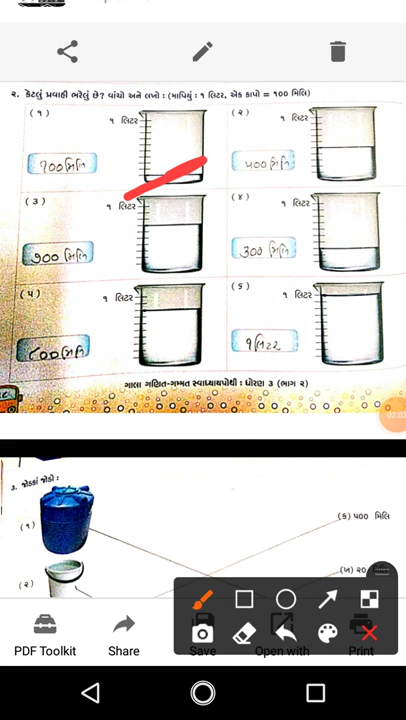 ૨. કેટલું પ્રવાહી ભરેલું છે? વાંચો અને લખો : (માપિયું : ૧ લિટર, એક કાપો = ૧૦૦ મિલિ)
(૧) ૧ લિટર
(૨) ૧ લિટર
૧૦૦ મિલિ
૫૦૦ મિલિ
(૩) ૧ લિટર
(૪) ૧ લિટર
૭૦૦ મિલિ
૩૦૦ મિલિ
(૫) ૧ લિટર
(૬) ૧ લિટર
૮૦૦ મિલિ
૧ લિટર
ગાલા ગણિત-ગમ્મત સ્વાધ્યાયપોથી : ધોરણ ૩ (ભાગ ૨)
૩. જોડકાં જોડો :
(૧)
(ક) ૫૦૦ મિલિ
(૨)
(ખ) ૨૦
PDF Toolkit Share Save Open with Print